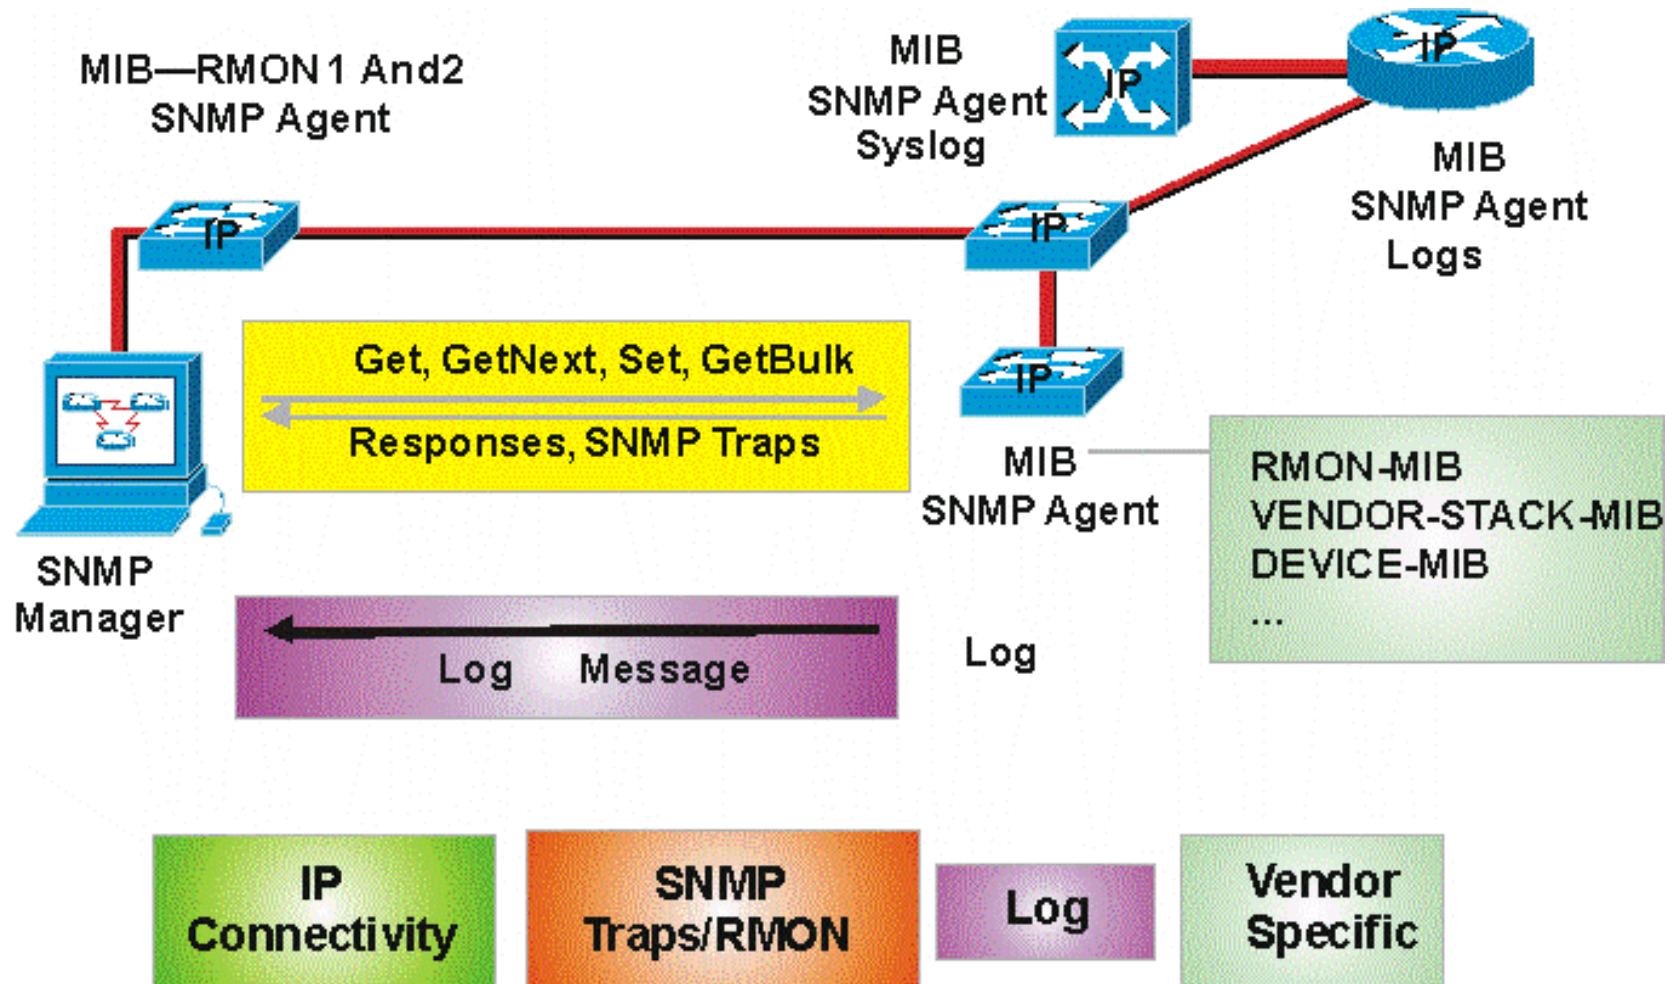 MIB—RMON 1 And2
SNMP Agent
MIB
SNMP Agent
Syslog
IP
IP
MIB
SNMP Agent
Logs
IP
IP
IP
Get, GetNext, Set, GetBulk
Responses, SNMP Traps
MIB
SNMP Agent
RMON-MIB
VENDOR-STACK-MIB
DEVICE-MIB
...
SNMP
Manager
Log Message
Log
IP
Connectivity
SNMP
Traps/RMON
Log
Vendor
Specific